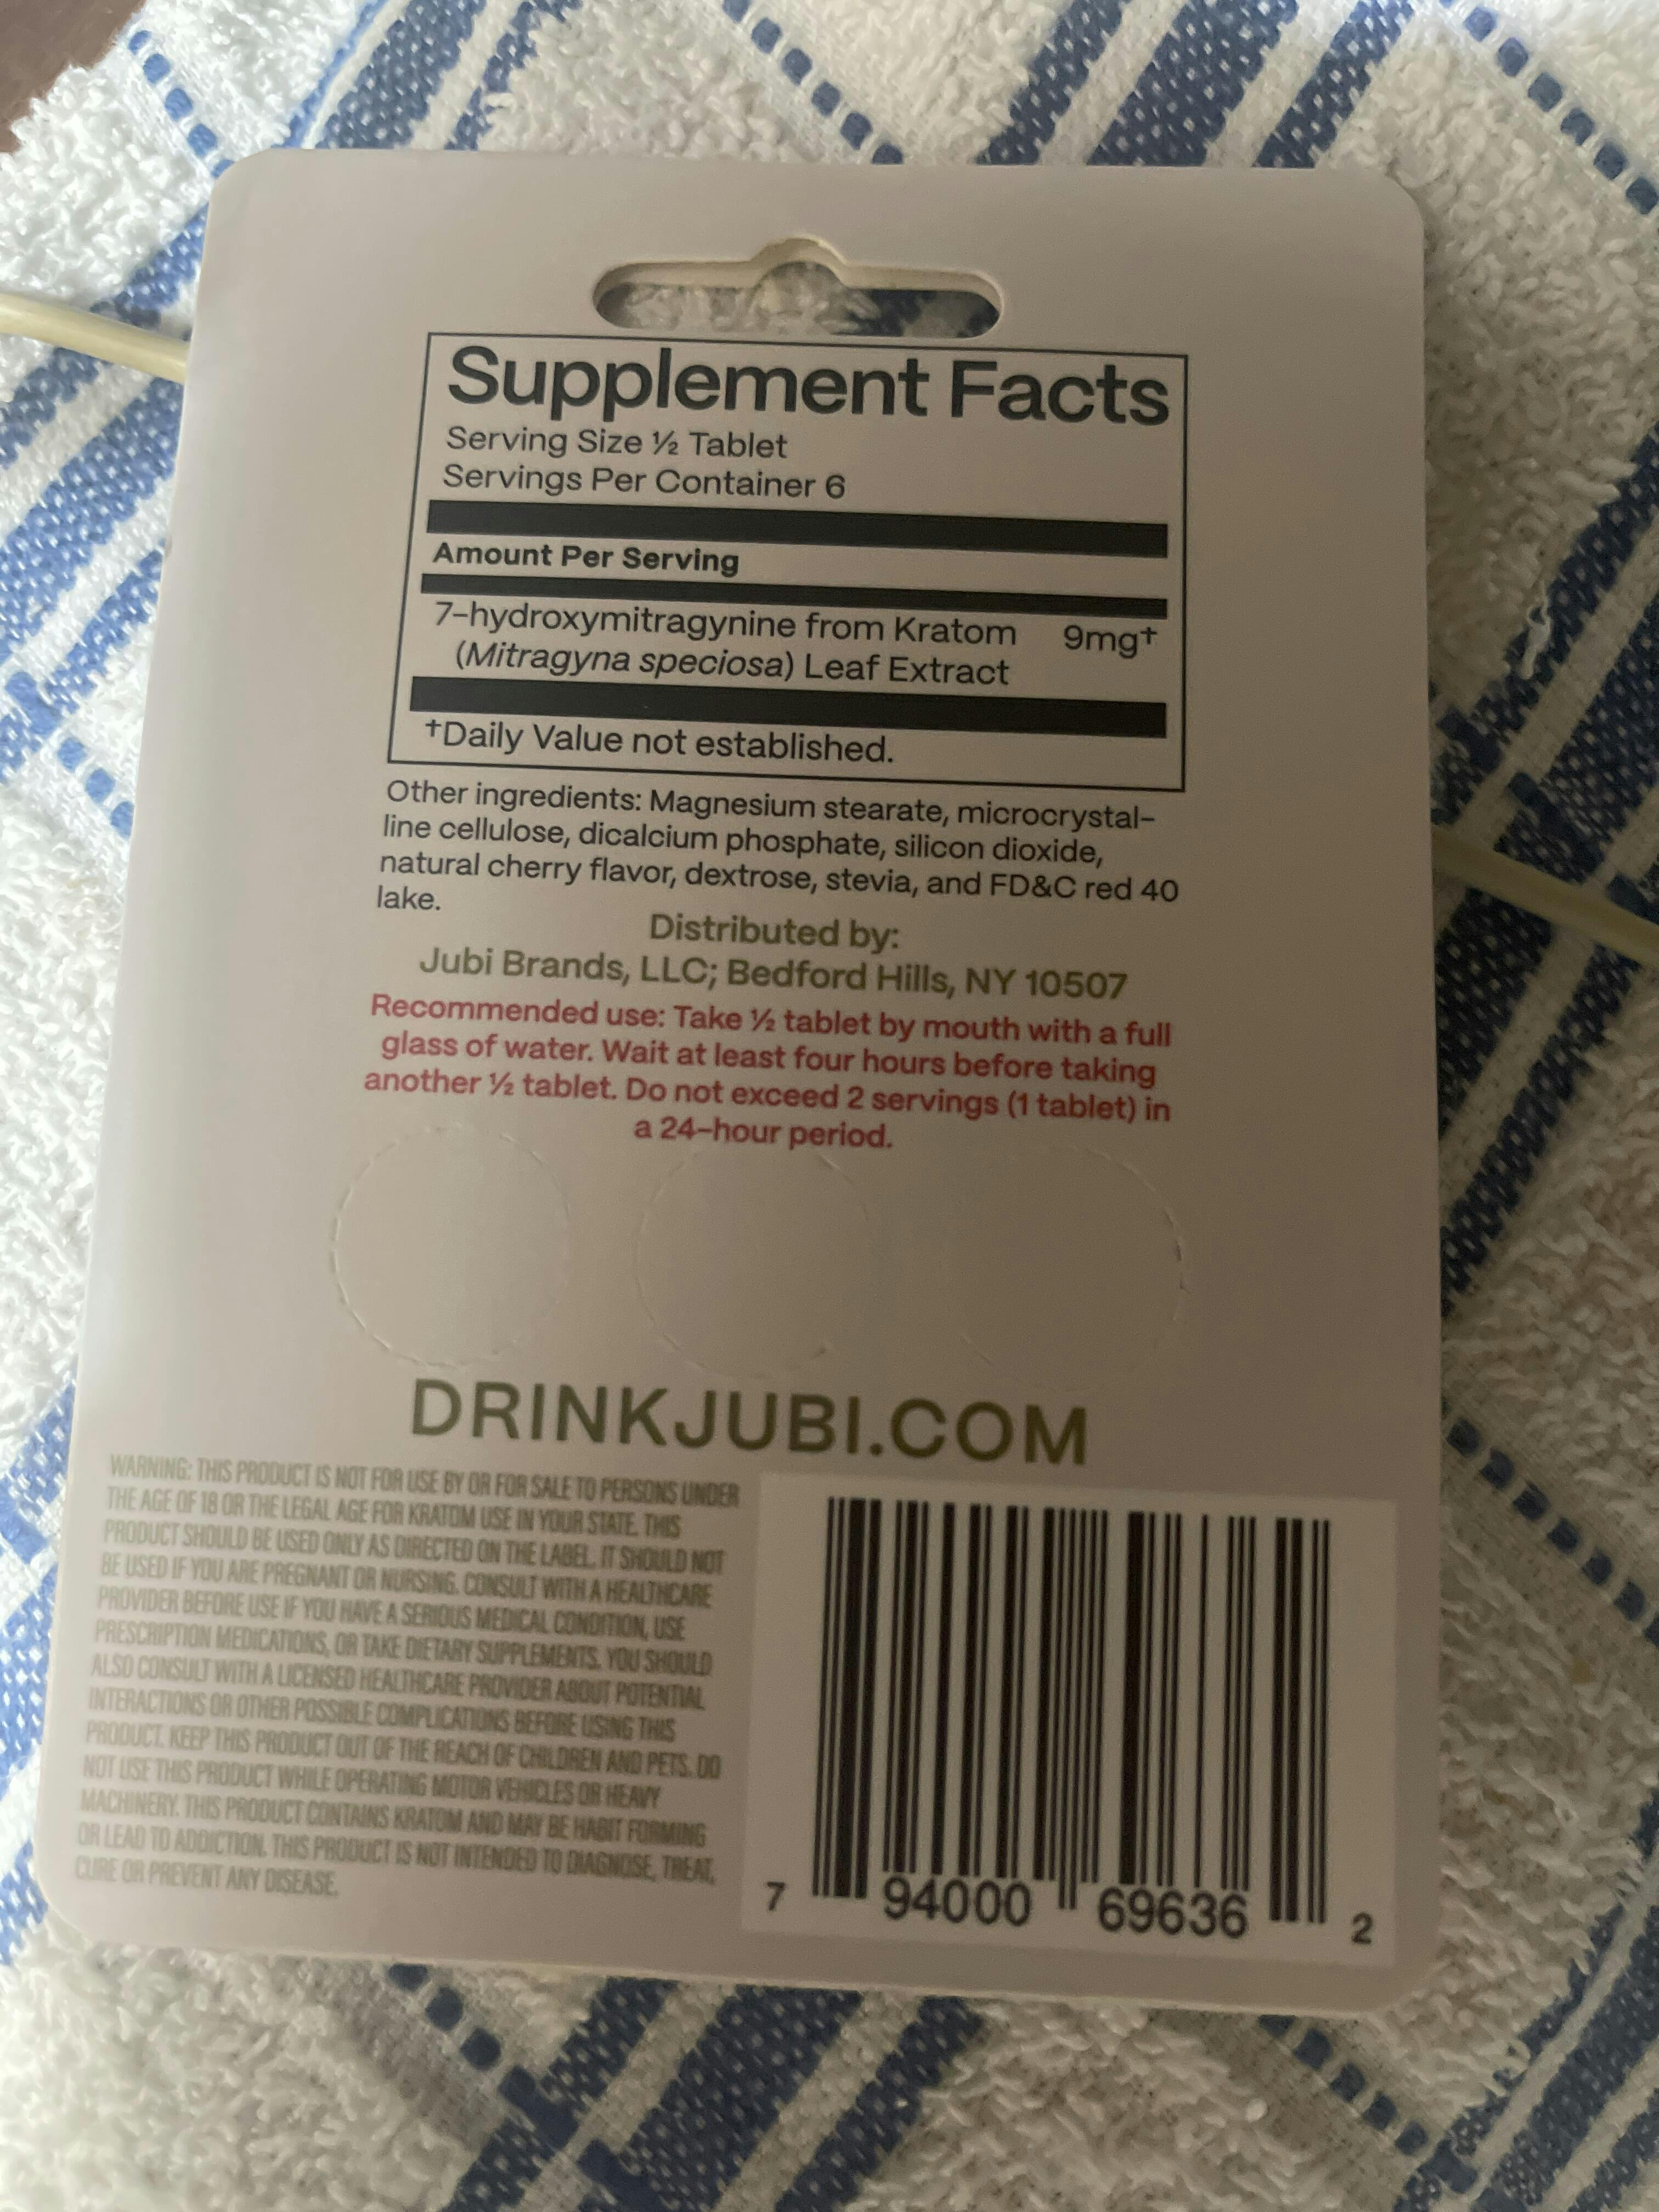 Supplement Facts
Serving Size ½ Tablet
Servings Per Container 6
Amount Per Serving
7-hydroxymitragynine from Kratom 9mg†
(Mitragyna speciosa) Leaf Extract
†Daily Value not established.
Other ingredients: Magnesium stearate, microcrystal-
line cellulose, dicalcium phosphate, silicon dioxide,
natural cherry flavor, dextrose, stevia, and FD&C red 40
lake.
Distributed by:
Jubi Brands, LLC; Bedford Hills, NY 10507
Recommended use: Take ½ tablet by mouth with a full
glass of water. Wait at least four hours before taking
another ½ tablet. Do not exceed 2 servings (1 tablet) in
a 24-hour period.
DRINKJUBI.COM
WARNING: THIS PRODUCT IS NOT FOR USE BY OR FOR SALE TO PERSONS UNDER
THE AGE OF 18 OR THE LEGAL AGE FOR KRATOM USE IN YOUR STATE. THIS
PRODUCT SHOULD BE USED ONLY AS DIRECTED ON THE LABEL. IT SHOULD NOT
BE USED IF YOU ARE PREGNANT OR NURSING. CONSULT WITH A HEALTHCARE
PROVIDER BEFORE USE IF YOU HAVE A SERIOUS MEDICAL CONDITION, USE
PRESCRIPTION MEDICATIONS, OR TAKE DIETARY SUPPLEMENTS. YOU SHOULD
ALSO CONSULT WITH A LICENSED HEALTHCARE PROVIDER ABOUT POTENTIAL
INTERACTIONS OR OTHER POSSIBLE COMPLICATIONS BEFORE USING THIS
PRODUCT. KEEP THIS PRODUCT OUT OF THE REACH OF CHILDREN AND PETS. DO
NOT USE THIS PRODUCT WHILE OPERATING MOTOR VEHICLES OR HEAVY
MACHINERY. THIS PRODUCT CONTAINS KRATOM AND MAY BE HABIT FORMING
OR LEAD TO ADDICTION. THIS PRODUCT IS NOT INTENDED TO DIAGNOSE, TREAT,
CURE OR PREVENT ANY DISEASE.
7 94000 69636 2